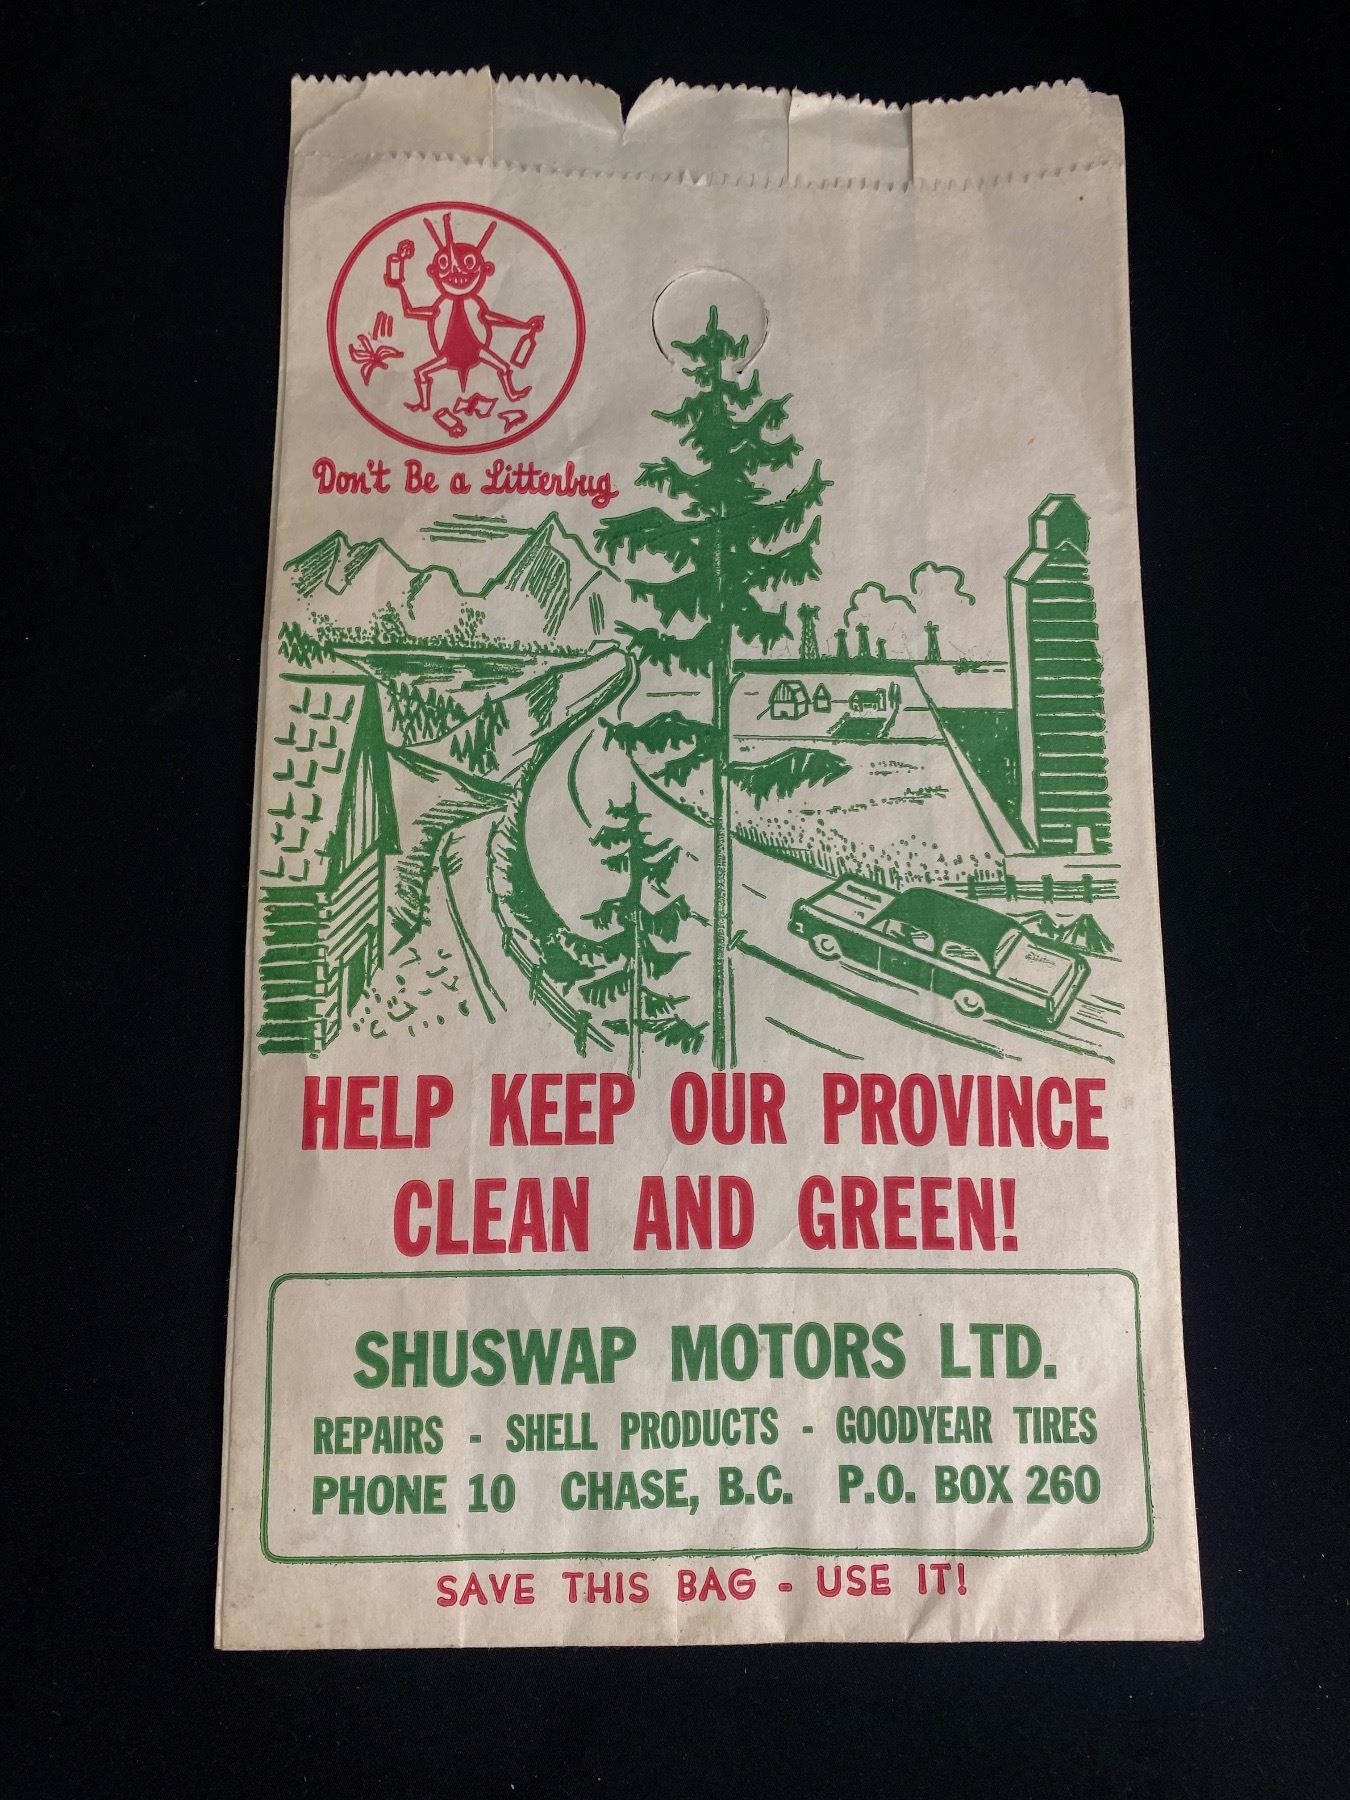 Don't Be a Litterbug
HELP KEEP OUR PROVINCE
CLEAN AND GREEN!
SHUSWAP MOTORS LTD.
REPAIRS - SHELL PRODUCTS - GOODYEAR TIRES
PHONE 10 CHASE, B.C. P.O. BOX 260
SAVE THIS BAG - USE IT!